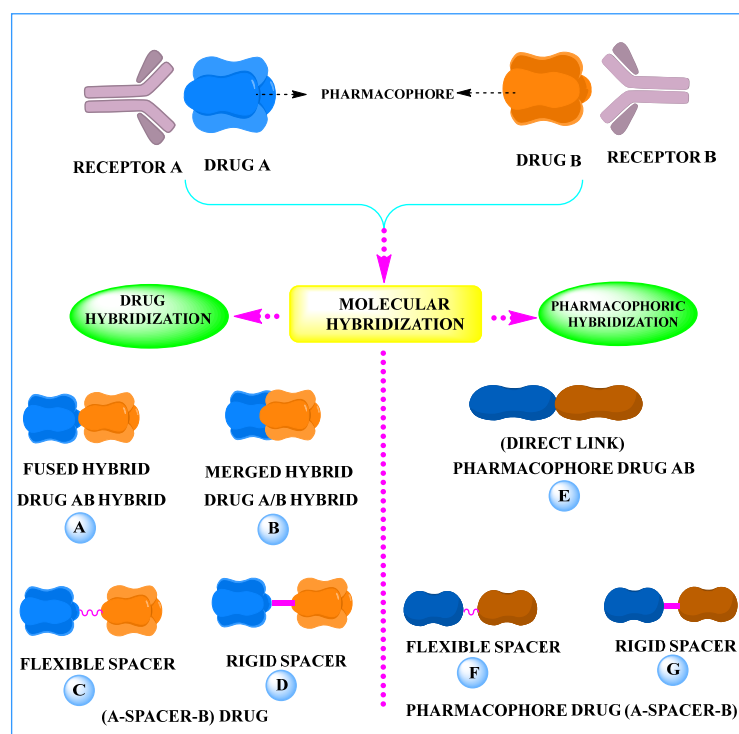 PHARMACOPHORE
RECEPTOR A
DRUG A
DRUG B
RECEPTOR B
DRUG
HYBRIDIZATION
MOLECULAR
HYBRIDIZATION
PHARMACOPHORIC
HYBRIDIZATION
FUSED HYBRID
DRUG AB HYBRID
A
MERGED HYBRID
DRUG A/B HYBRID
B
(DIRECT LINK)
PHARMACOPHORE DRUG AB
E
FLEXIBLE SPACER
C
RIGID SPACER
D
(A-SPACER-B) DRUG
FLEXIBLE SPACER
F
RIGID SPACER
G
PHARMACOPHORE DRUG (A-SPACER-B)